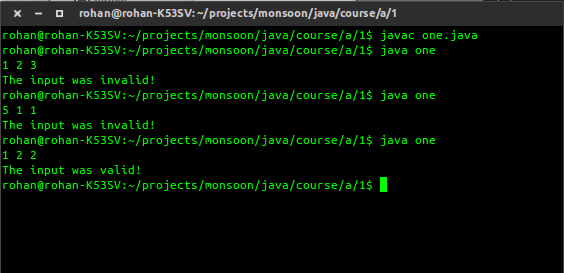 rohan@rohan-K53SV: ~/projects/monsoon/java/course/a/1
rohan@rohan-K53SV:~/projects/monsoon/java/course/a/1$ javac one.java
rohan@rohan-K53SV:~/projects/monsoon/java/course/a/1$ java one
1 2 3
The input was invalid!
rohan@rohan-K53SV:~/projects/monsoon/java/course/a/1$ java one
5 1 1
The input was invalid!
rohan@rohan-K53SV:~/projects/monsoon/java/course/a/1$ java one
1 2 2
The input was valid!
rohan@rohan-K53SV:~/projects/monsoon/java/course/a/1$